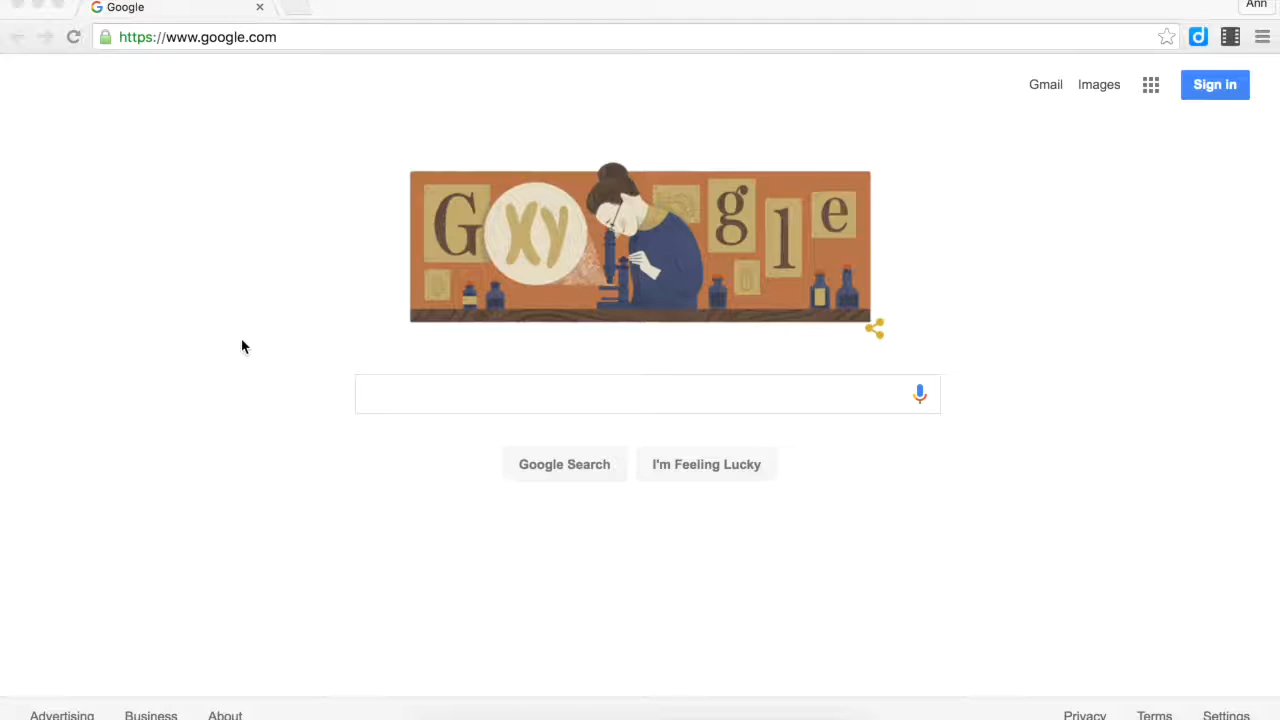 Google
Ann
https://www.google.com
Gmail Images Sign in
G xy g l e
Google Search I'm Feeling Lucky
Advertising Business About Privacy Terms Settings